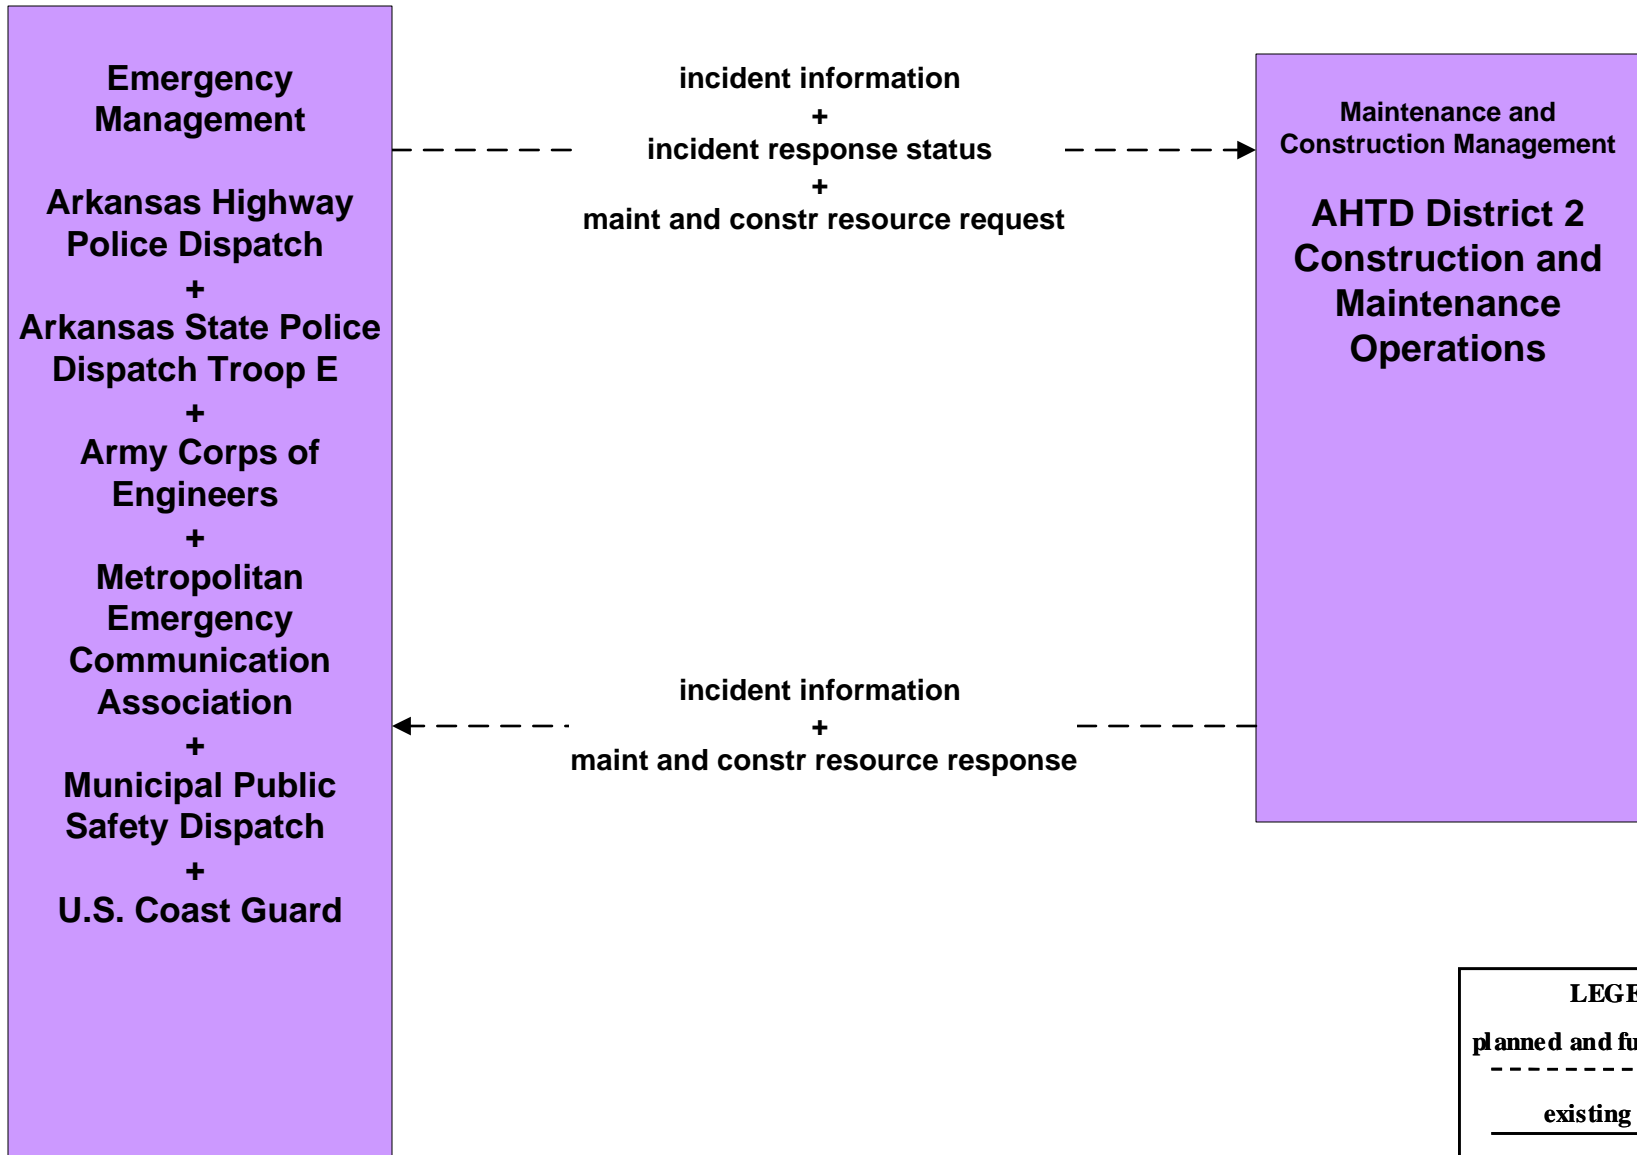 Emergency
Management
Arkansas Highway
Police Dispatch
+
Arkansas State Police
Dispatch Troop E
+
Army Corps of
Engineers
+
Metropolitan
Emergency
Communication
Association
+
Municipal Public
Safety Dispatch
+
U.S. Coast Guard
incident information
+
incident response status
+
maint and constr resource request
incident information
+
maint and constr resource response
Maintenance and
Construction Management
AHTD District 2
Construction and
Maintenance
Operations
planned and
existing